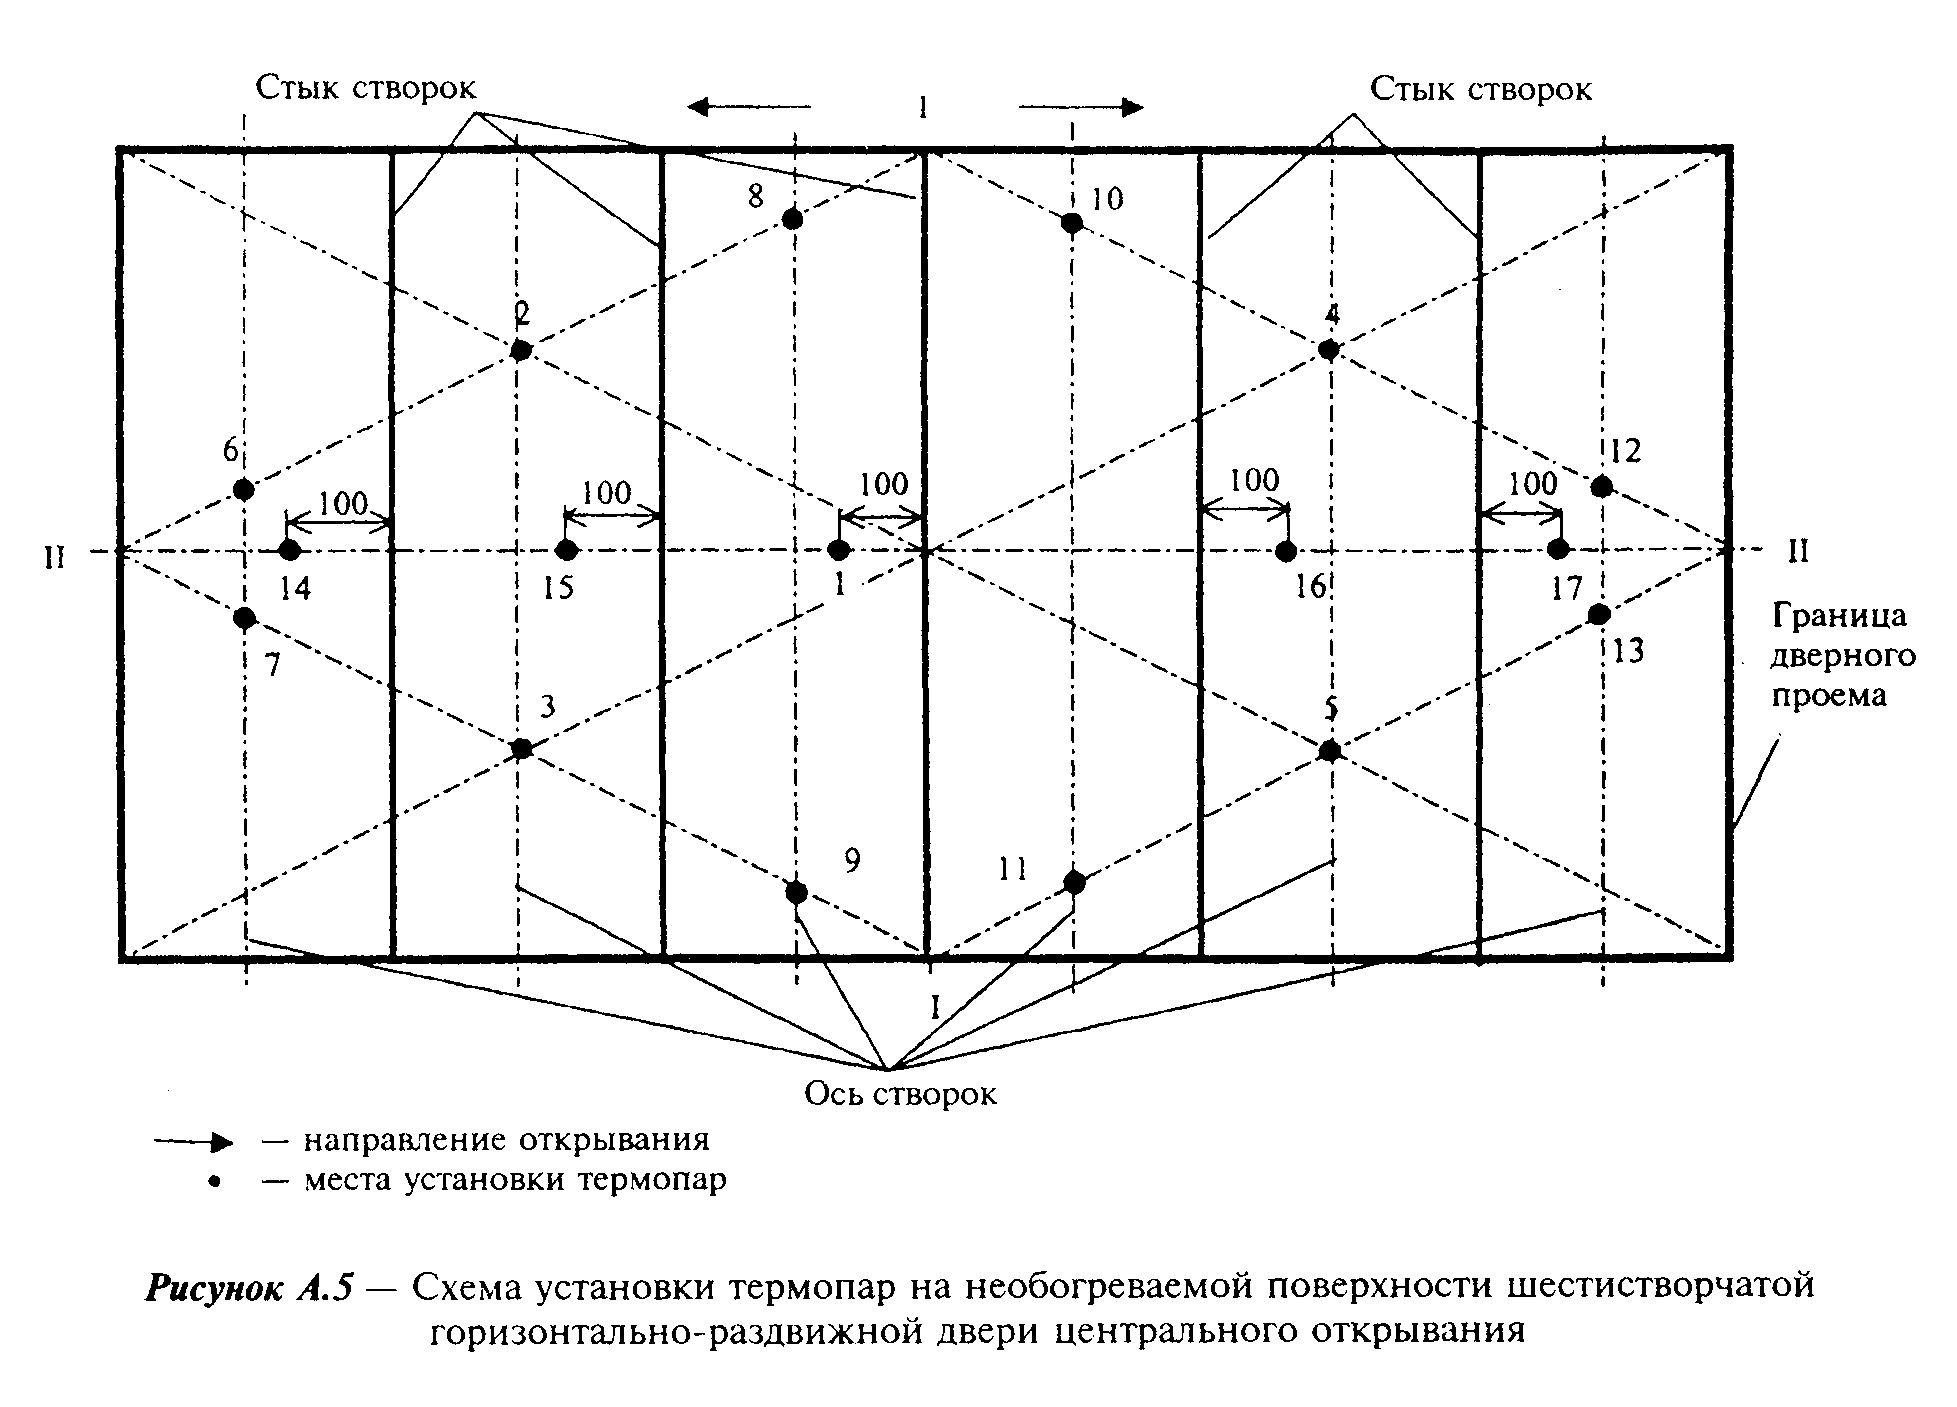 Стык створок
I
Стык створок
8
10
2
4
6
12
100
100
100
100
100
II
II
14
15
1
16
17
7
13
Граница
дверного
проема
3
5
9
11
I
Ось створок
— направление открывания
— места установки термопар
Рисунок А.5 — Схема установки термопар на необогреваемой поверхности шестистворчатой
горизонтально-раздвижной двери центрального открывания